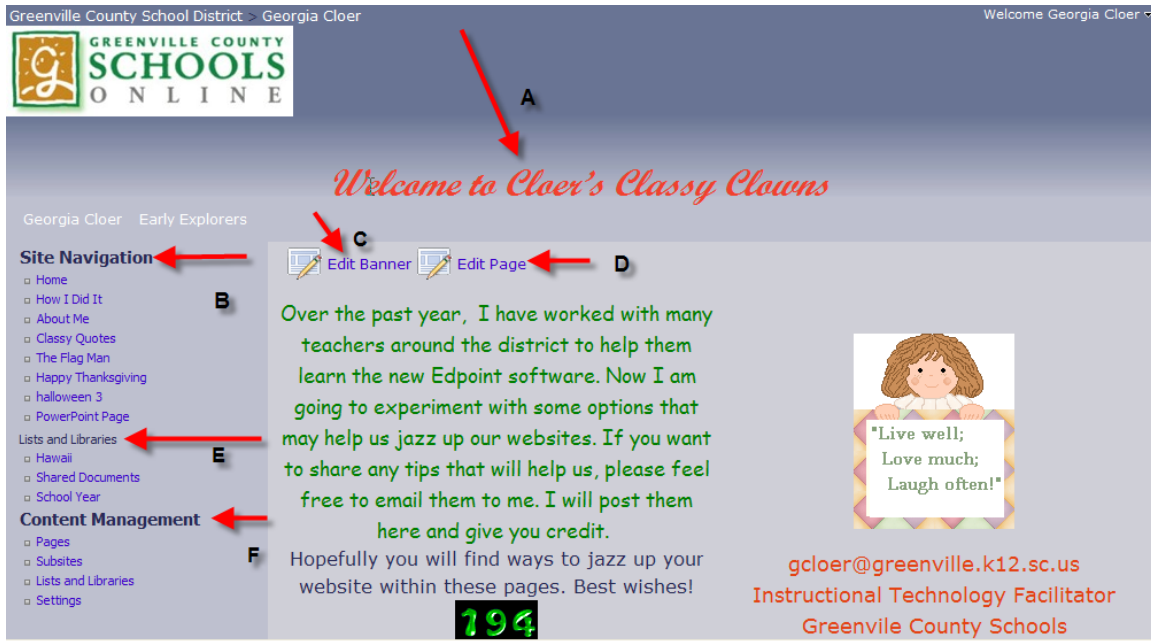 Greenville County School District > Georgia Cloer
Welcome Georgia Cloer
GREENVILLE COUNTY
SCHOOLS
ONLINE
A
Welcome to Cloer's Classy Clowns
Georgia Cloer Early Explorers
Site Navigation
B
Home
How I Did It
About Me
Classy Quotes
The Flag Man
Happy Thanksgiving
halloween 3
PowerPoint Page
Lists and Libraries
E
Hawaii
Shared Documents
School Year
Content Management
F
Pages
Subsites
Lists and Libraries
Settings
C
Edit Banner Edit Page
D
Over the past year, I have worked with many
teachers around the district to help them
learn the new Edpoint software. Now I am
going to experiment with some options that
may help us jazz up our websites. If you want
to share any tips that will help us, please feel
free to email them to me. I will post them
here and give you credit.
Hopefully you will find ways to jazz up your
website within these pages. Best wishes!
194
"Live well;
Love much;
Laugh often!"
gcloer@greenville.k12.sc.us
Instructional Technology Facilitator
Greenville County Schools